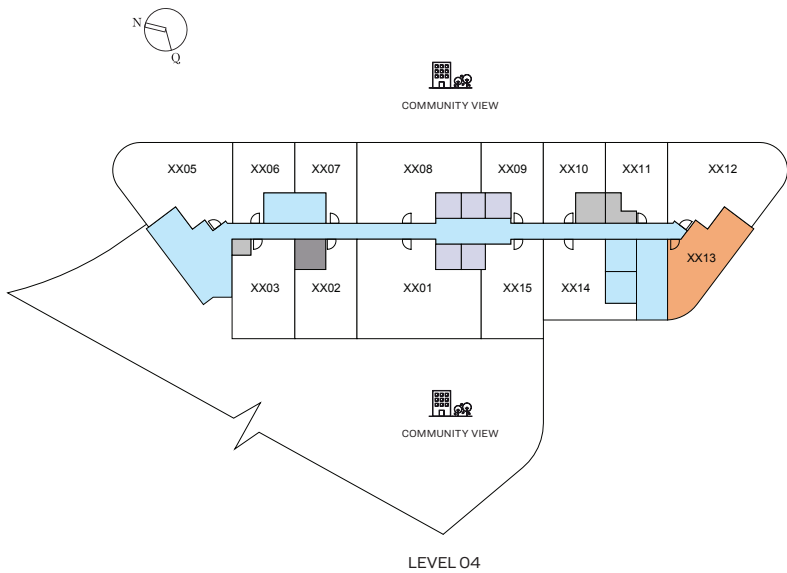 N
Q
COMMUNITY VIEW
XX05 XX06 XX07 XX08 XX09 XX10 XX11 XX12
XX13
XX03 XX02 XX01 XX15 XX14
COMMUNITY VIEW
LEVEL 04